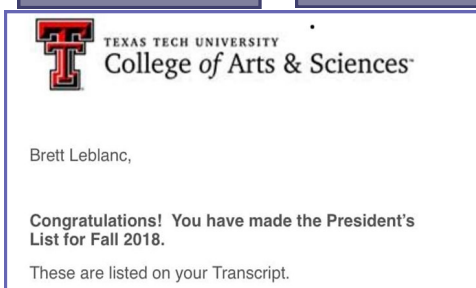 TEXAS TECH UNIVERSITY
College of Arts & Sciences™
Brett Leblanc,
Congratulations! You have made the President's
List for Fall 2018.
These are listed on your Transcript.